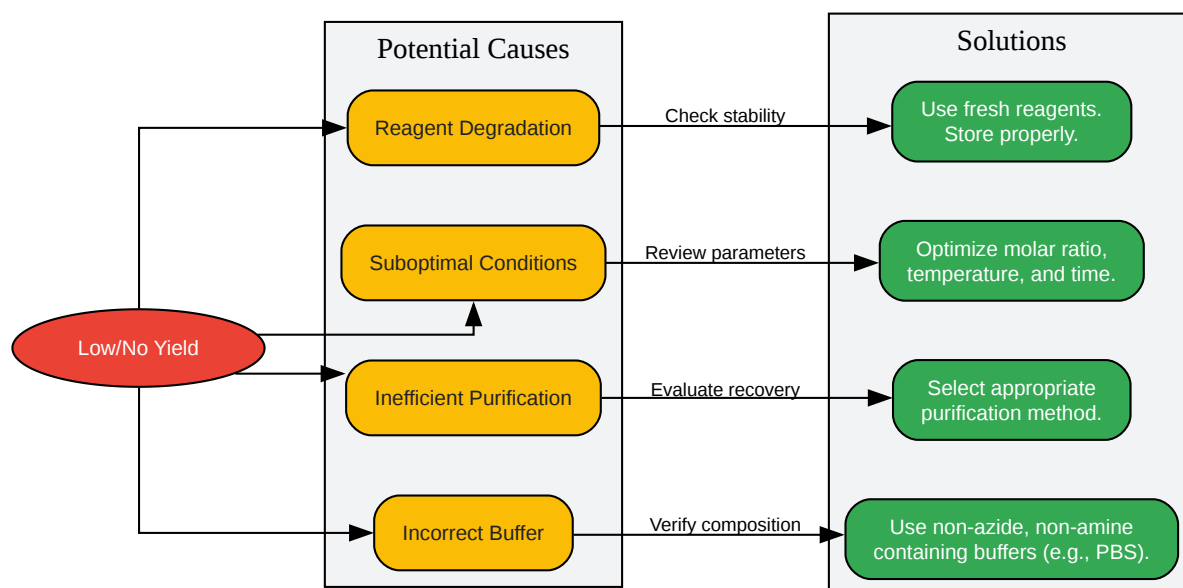 Potential Causes
Solutions
Reagent Degradation
Check stability
Use fresh reagents.
Store properly.
Suboptimal Conditions
Review parameters
Optimize molar ratio,
temperature, and time.
Low/No Yield
Inefficient Purification
Evaluate recovery
Select appropriate
purification method.
Incorrect Buffer
Verify composition
Use non-azide, non-amine
containing buffers (e.g., PBS).